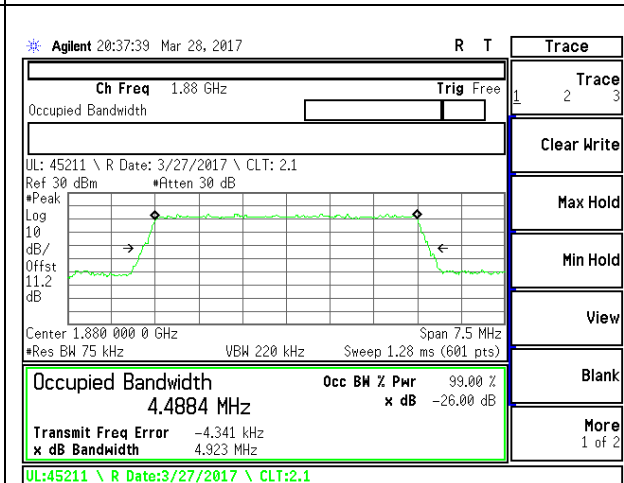 Agilent 20:37:39 Mar 28, 2017 R T
Trace
Ch Freq 1.88 GHz Trig Free
Occupied Bandwidth
UL: 45211 \ R Date: 3/27/2017 \ CLT: 2.1
Ref 30 dBm #Atten 30 dB
#Peak
Log
10
dB/
Offst
11.2
dB
Center 1.880 000 0 GHz Span 7.5 MHz
#Res BW 75 kHz VBW 220 kHz Sweep 1.28 ms (601 pts)
Occupied Bandwidth Occ BW % Pwr 99.00 %
4.4884 MHz x dB -26.00 dB
Transmit Freq Error -4.341 kHz
x dB Bandwidth 4.923 MHz
UL:45211 \ R Date:3/27/2017 \ CLT:2.1
Trace
1 2 3
Clear Write
Max Hold
Min Hold
View
Blank
More
1 of 2